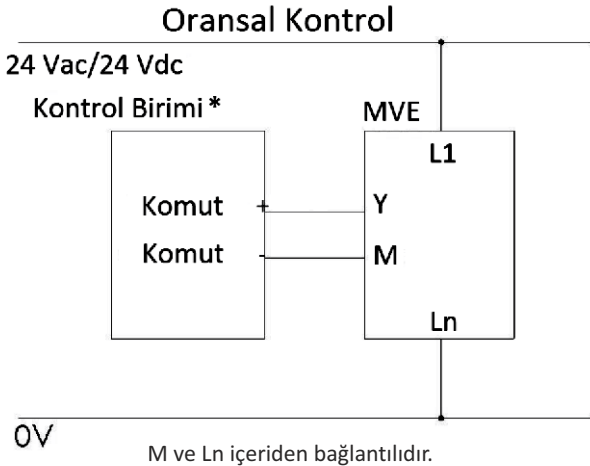 Oransal Kontrol
24 Vac/24 Vdc
Kontrol Birimi *
MVE
L1
Komut + Y
Komut - M
Ln
0V
M ve Ln içeriden bağlantılıdır.